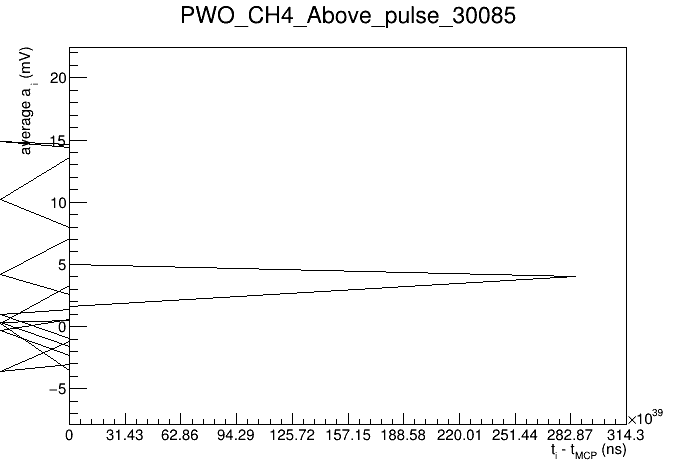 PWO_CH4_Above_pulse_30085
average a i (mV)
20
15
10
5
0
−5
×10^39
0 31.43 62.86 94.29 125.72 157.15 188.58 220.01 251.44 282.87 314.3
t_i - t_MCP (ns)